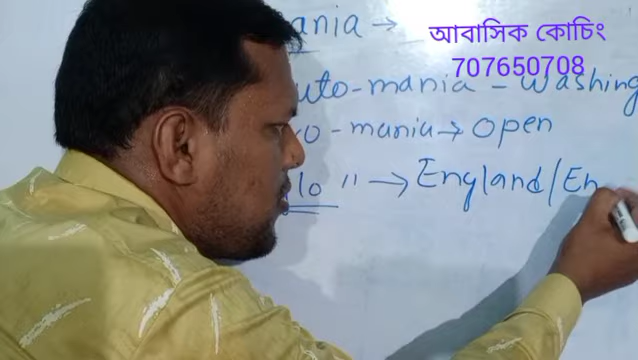 ania →
আবাসিক কোচিং
707650708
uto-mania - Washing
o - mania → open
lo " → England/En